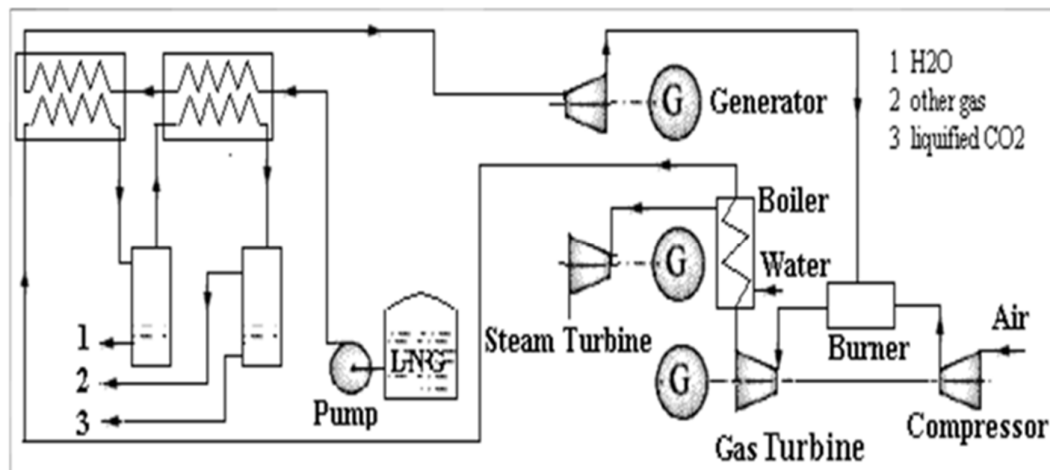 1 H2O
2 other gas
3 liquified CO2
G
Generator
Boiler
G
Water
Steam Turbine
LNG
Pump
1
2
3
Burner
Air
G
Gas Turbine
Compressor